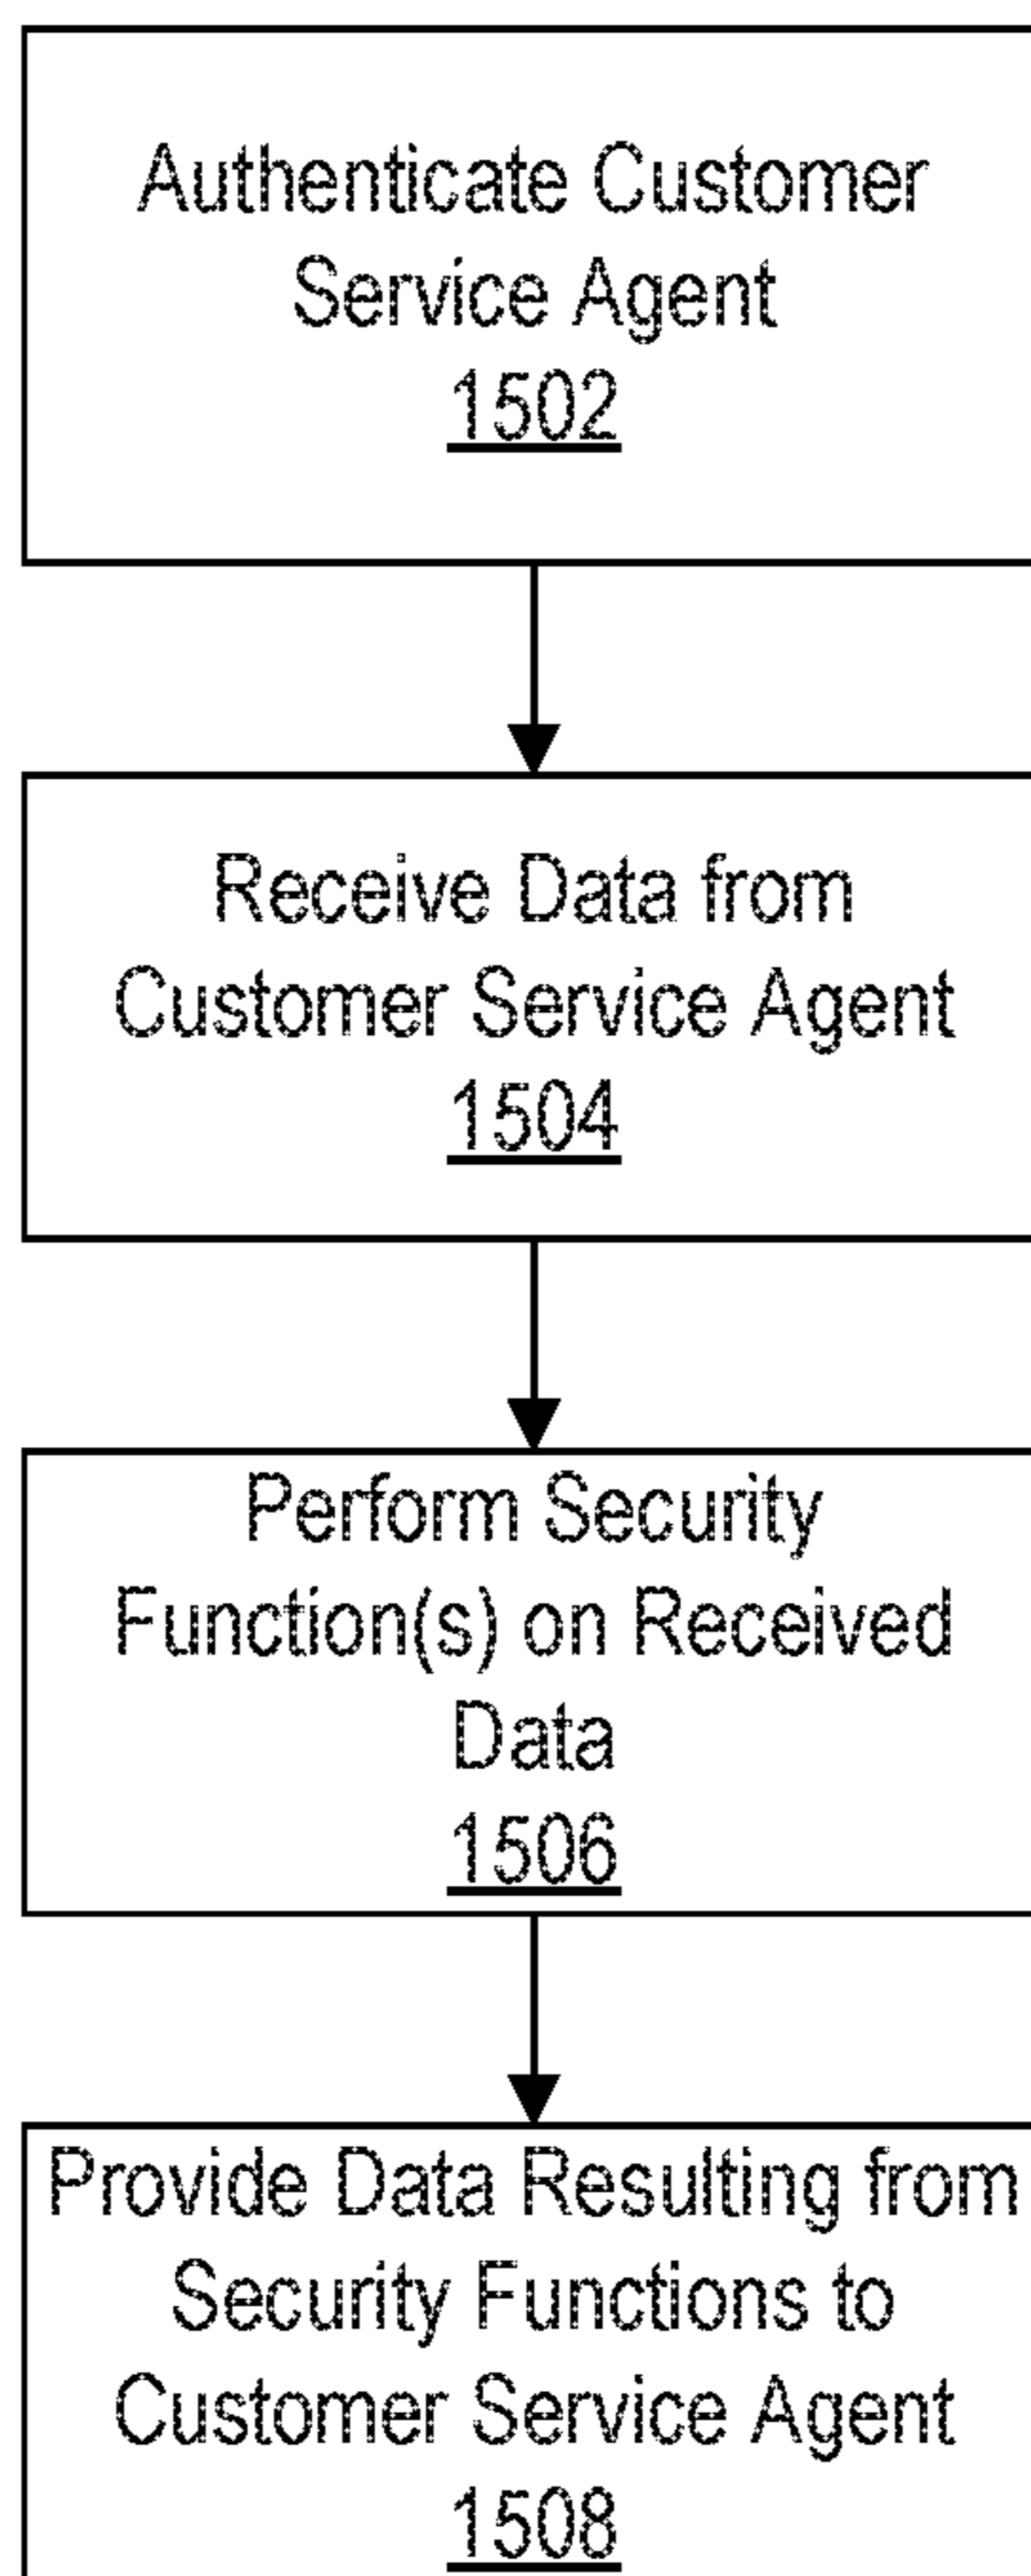 Authenticate Customer
Service Agent
1502
Receive Data from
Customer Service Agent
1504
Perform Security
Function(s) on Received
Data
1506
Provide Data Resulting from
Security Functions to
Customer Service Agent
1508